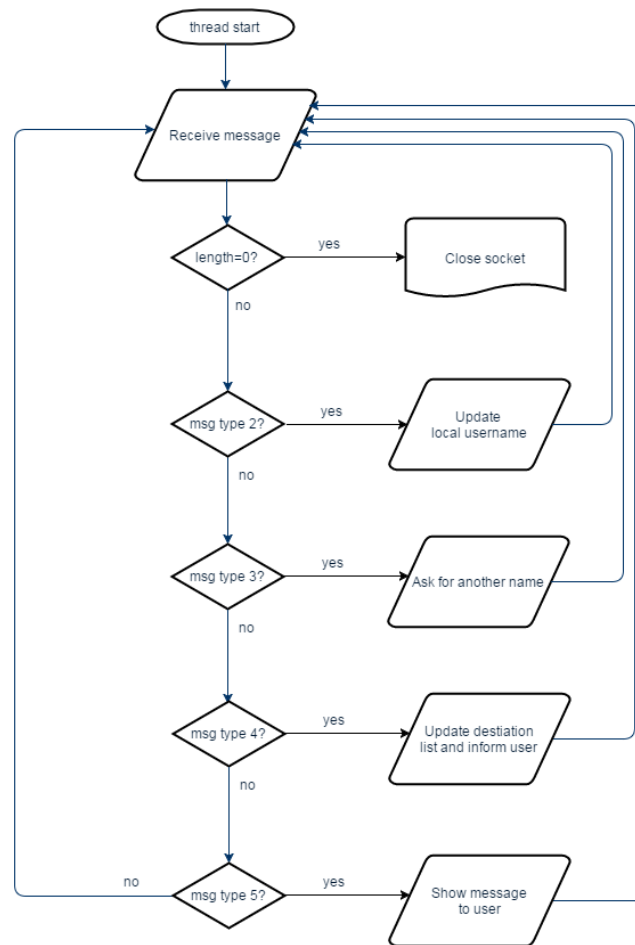 thread start
Receive message
length=0?
yes
Close socket
no
msg type 2?
yes
Update
local username
no
msg type 3?
yes
Ask for another name
no
msg type 4?
yes
Update destiation
list and inform user
no
no
msg type 5?
yes
Show message
to user